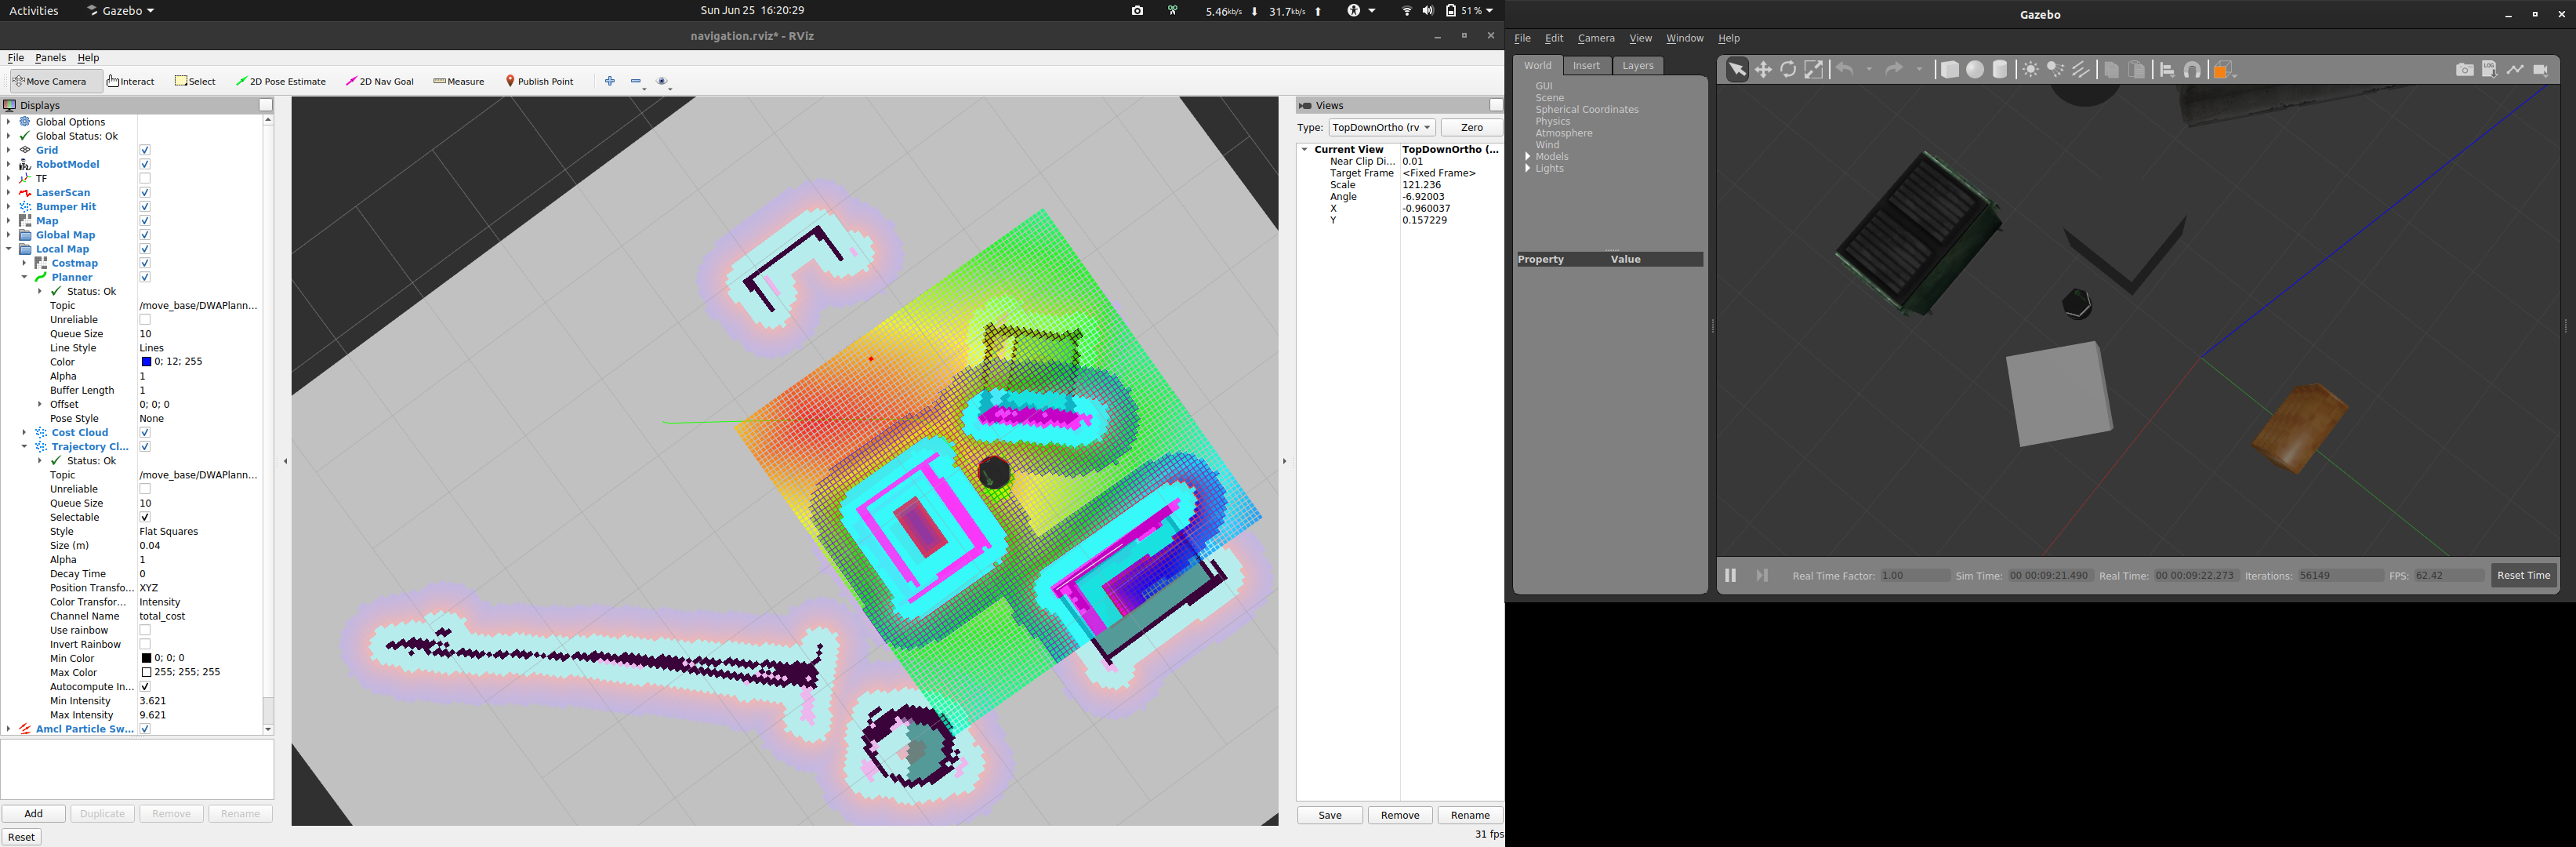 Activities Gazebo Sun Jun 25 16:20:29 5.46kb/s 31.7kb/s 51 %
navigation.rviz* - RViz
File Panels Help
Move Camera Interact Select 2D Pose Estimate 2D Nav Goal Measure Publish Point
Displays
Global Options
Global Status: Ok
Grid
RobotModel
TF
LaserScan
Bumper Hit
Map
Global Map
Local Map
Costmap
Planner
Status: Ok
Topic /move_base/DWAPlann...
Unreliable
Queue Size 10
Line Style Lines
Color 0; 12; 255
Alpha 1
Buffer Length 1
Offset 0; 0; 0
Pose Style None
Cost Cloud
Trajectory Cl...
Status: Ok
Topic /move_base/DWAPlann...
Unreliable
Queue Size 10
Selectable
Style Flat Squares
Size (m) 0.04
Alpha 1
Decay Time 0
Position Transfo... XYZ
Color Transfor... Intensity
Channel Name total_cost
Use rainbow
Invert Rainbow
Min Color 0; 0; 0
Max Color 255; 255; 255
Autocompute In...
Min Intensity 3.621
Max Intensity 9.621
Amcl Particle Sw...
Add Duplicate Remove Rename
Reset
Views
Type: TopDownOrtho (rv Zero
Current View TopDownOrtho (...
Near Clip Di... 0.01
Target Frame <Fixed Frame>
Scale 121.236
Angle -6.92003
X -0.960037
Y 0.157229
Save Remove Rename
31 fps
Gazebo
File Edit Camera View Window Help
World Insert Layers
GUI
Scene
Spherical Coordinates
Physics
Atmosphere
Wind
Models
Lights
Property Value
Real Time Factor: 1.00 Sim Time: 00 00:09:21.490 Real Time: 00 00:09:22.273 Iterations: 56149 FPS: 62.42 Reset Time